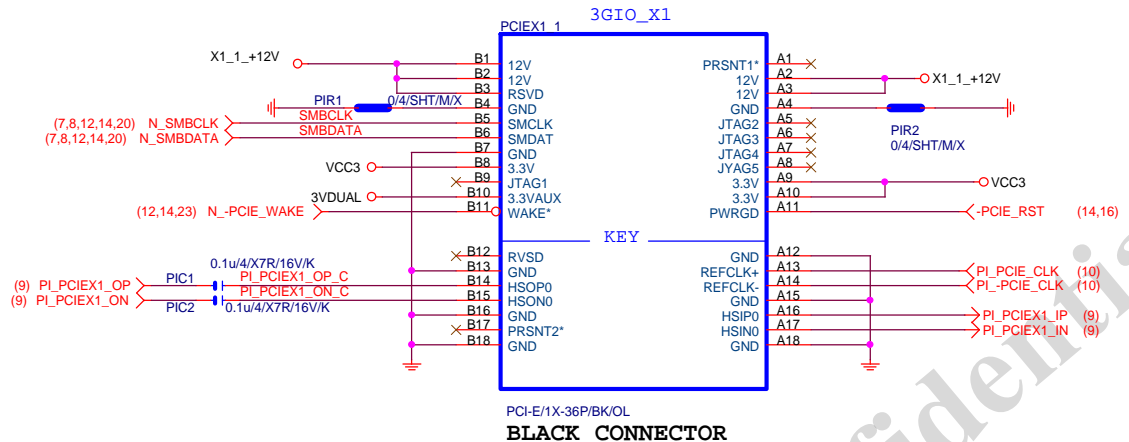 3GIO_X1
PCIEX1_1
X1_1_+12V
B1 12V
B2 12V
B3 RSVD
PIR1 0/4/SHT/M/X
B4 GND
(7,8,12,14,20) N_SMBCLK SMBCLK B5 SMCLK
(7,8,12,14,20) N_SMBDATA SMBDATA B6 SMDAT
B7 GND
VCC3 B8 3.3V
B9 JTAG1
3VDUAL B10 3.3VAUX
(12,14,23) N_-PCIE_WAKE B11 WAKE*
PRSNT1* A1
12V A2 X1_1_+12V
12V A3
GND A4
PIR2
0/4/SHT/M/X
JTAG2 A5
JTAG3 A6
JTAG4 A7
JYAG5 A8
3.3V A9 VCC3
3.3V A10
PWRGD A11 -PCIE_RST (14,16)
KEY
B12 RVSD
B13 GND
0.1u/4/X7R/16V/K
(9) PI_PCIEX1_OP PIC1 PI_PCIEX1_OP_C B14 HSOP0
(9) PI_PCIEX1_ON PIC2 PI_PCIEX1_ON_C B15 HSON0
0.1u/4/X7R/16V/K
B16 GND
B17 PRSNT2*
B18 GND
GND A12
REFCLK+ A13 PI_PCIE_CLK (10)
REFCLK- A14 PI_-PCIE_CLK (10)
GND A15
HSIP0 A16 PI_PCIEX1_IP (9)
HSIN0 A17 PI_PCIEX1_IN (9)
GND A18
PCI-E/1X-36P/BK/OL
BLACK CONNECTOR